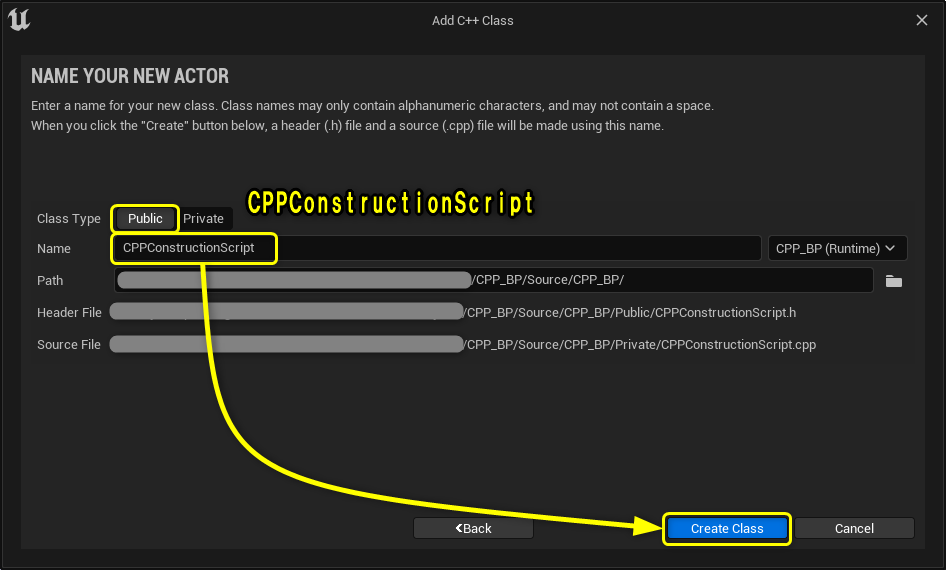 Add C++ Class
NAME YOUR NEW ACTOR
Enter a name for your new class. Class names may only contain alphanumeric characters, and may not contain a space.
When you click the "Create" button below, a header (.h) file and a source (.cpp) file will be made using this name.
CPPConstructionScript
Class Type Public Private
Name CPPConstructionScript CPP_BP (Runtime)
Path /CPP_BP/Source/CPP_BP/
Header File /CPP_BP/Source/CPP_BP/Public/CPPConstructionScript.h
Source File /CPP_BP/Source/CPP_BP/Private/CPPConstructionScript.cpp
<Back Create Class Cancel